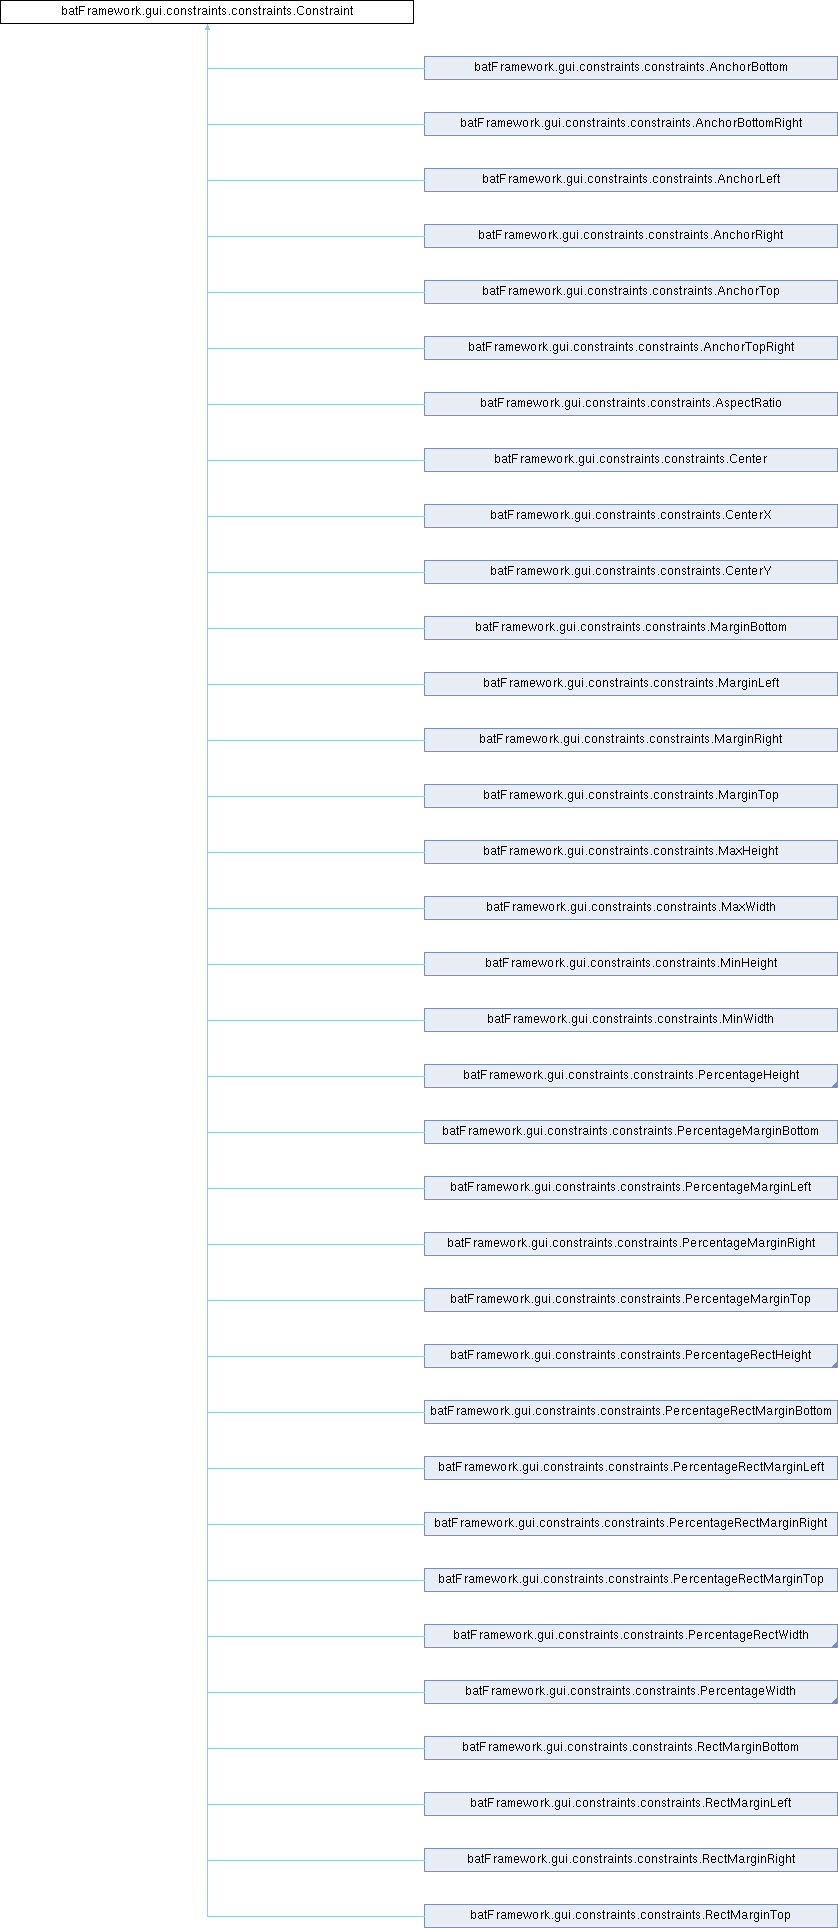 batFramework.gui.constraints.constraints.Constraint
batFramework.gui.constraints.constraints.AnchorBottom
batFramework.gui.constraints.constraints.AnchorBottomRight
batFramework.gui.constraints.constraints.AnchorLeft
batFramework.gui.constraints.constraints.AnchorRight
batFramework.gui.constraints.constraints.AnchorTop
batFramework.gui.constraints.constraints.AnchorTopRight
batFramework.gui.constraints.constraints.AspectRatio
batFramework.gui.constraints.constraints.Center
batFramework.gui.constraints.constraints.CenterX
batFramework.gui.constraints.constraints.CenterY
batFramework.gui.constraints.constraints.MarginBottom
batFramework.gui.constraints.constraints.MarginLeft
batFramework.gui.constraints.constraints.MarginRight
batFramework.gui.constraints.constraints.MarginTop
batFramework.gui.constraints.constraints.MaxHeight
batFramework.gui.constraints.constraints.MaxWidth
batFramework.gui.constraints.constraints.MinHeight
batFramework.gui.constraints.constraints.MinWidth
batFramework.gui.constraints.constraints.PercentageHeight
batFramework.gui.constraints.constraints.PercentageMarginBottom
batFramework.gui.constraints.constraints.PercentageMarginLeft
batFramework.gui.constraints.constraints.PercentageMarginRight
batFramework.gui.constraints.constraints.PercentageMarginTop
batFramework.gui.constraints.constraints.PercentageRectHeight
batFramework.gui.constraints.constraints.PercentageRectMarginBottom
batFramework.gui.constraints.constraints.PercentageRectMarginLeft
batFramework.gui.constraints.constraints.PercentageRectMarginRight
batFramework.gui.constraints.constraints.PercentageRectMarginTop
batFramework.gui.constraints.constraints.PercentageRectWidth
batFramework.gui.constraints.constraints.PercentageWidth
batFramework.gui.constraints.constraints.RectMarginBottom
batFramework.gui.constraints.constraints.RectMarginLeft
batFramework.gui.constraints.constraints.RectMarginRight
batFramework.gui.constraints.constraints.RectMarginTop